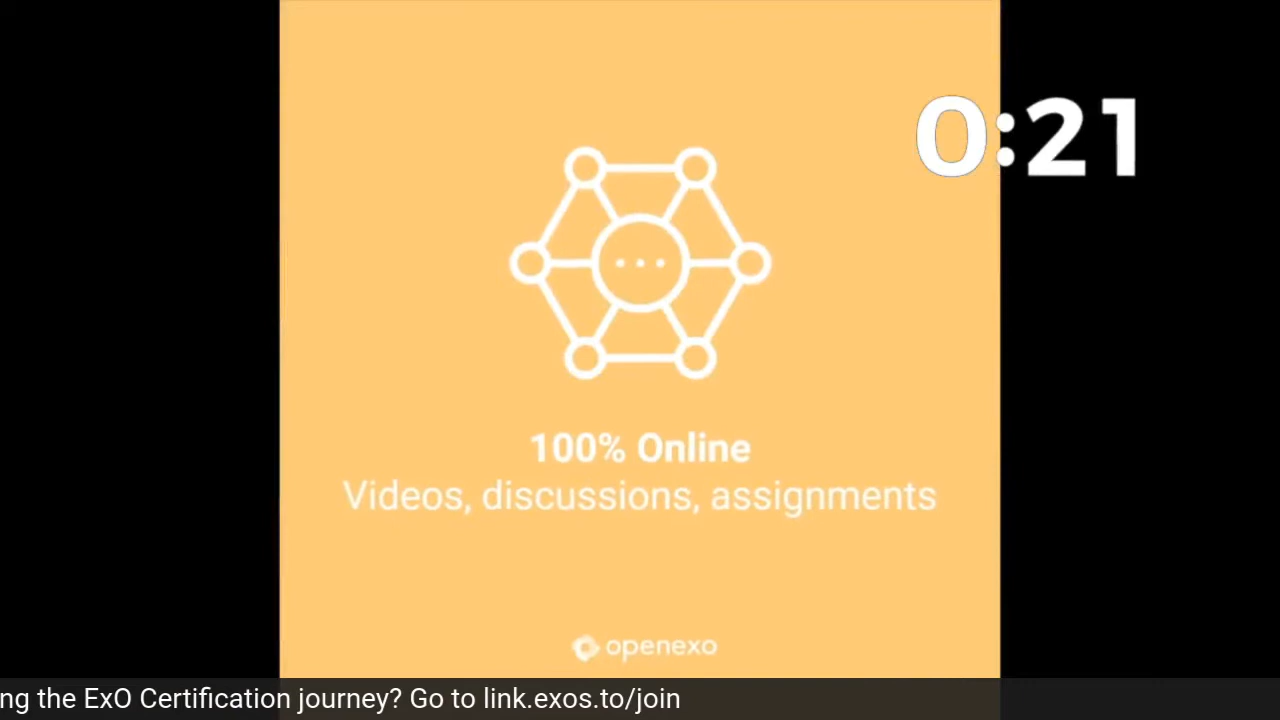 0:21
100% Online
Videos, discussions, assignments
openexo
ng the ExO Certification journey? Go to link.exos.to/join